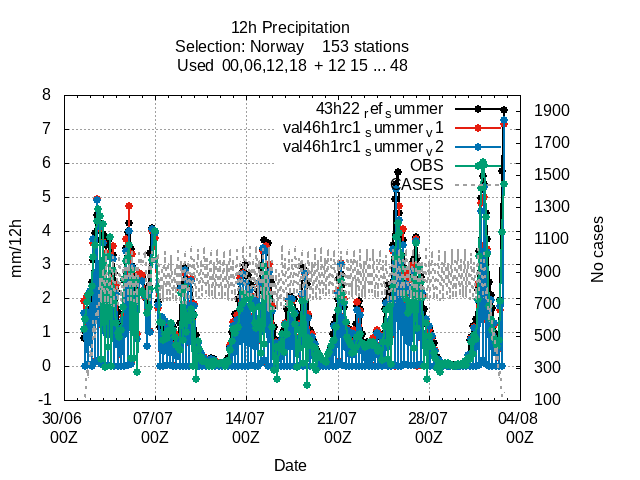 12h Precipitation
Selection: Norway 153 stations
Used 00,06,12,18 + 12 15 ... 48
43h22 ref summer
val46h1rc1 summer v1
val46h1rc1 summer v2
OBS
CASES
mm/12h
8
7
6
5
4
3
2
1
0
-1
No cases
1900
1700
1500
1300
1100
900
700
500
300
100
30/06 07/07 14/07 21/07 28/07 04/08
00Z 00Z 00Z 00Z 00Z 00Z
Date